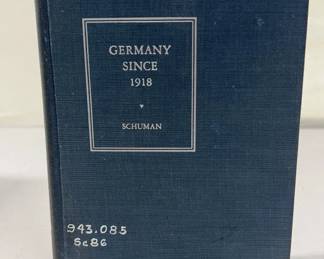 GERMANY
SINCE
1918
SCHUMAN
943.085
Sc86